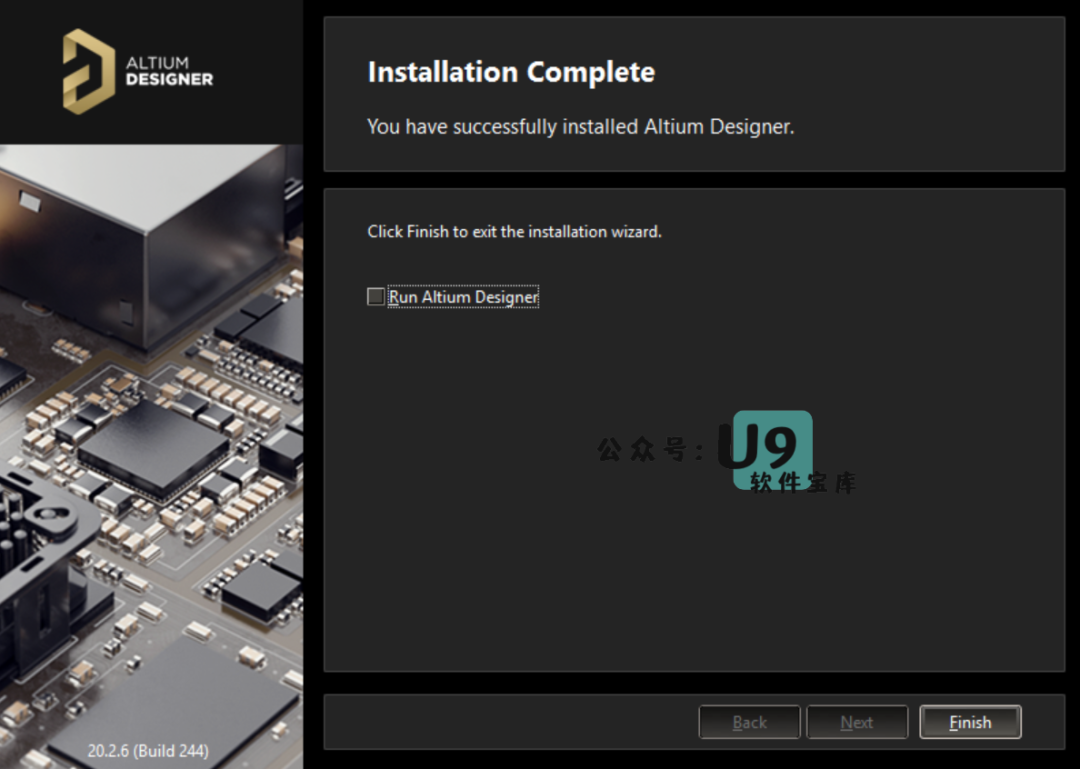 ALTIUM
DESIGNER
Installation Complete
You have successfully installed Altium Designer.
Click Finish to exit the installation wizard.
Run Altium Designer
公众号:U9
软件宝库
20.2.6 (Build 244)
Back
Next
Finish